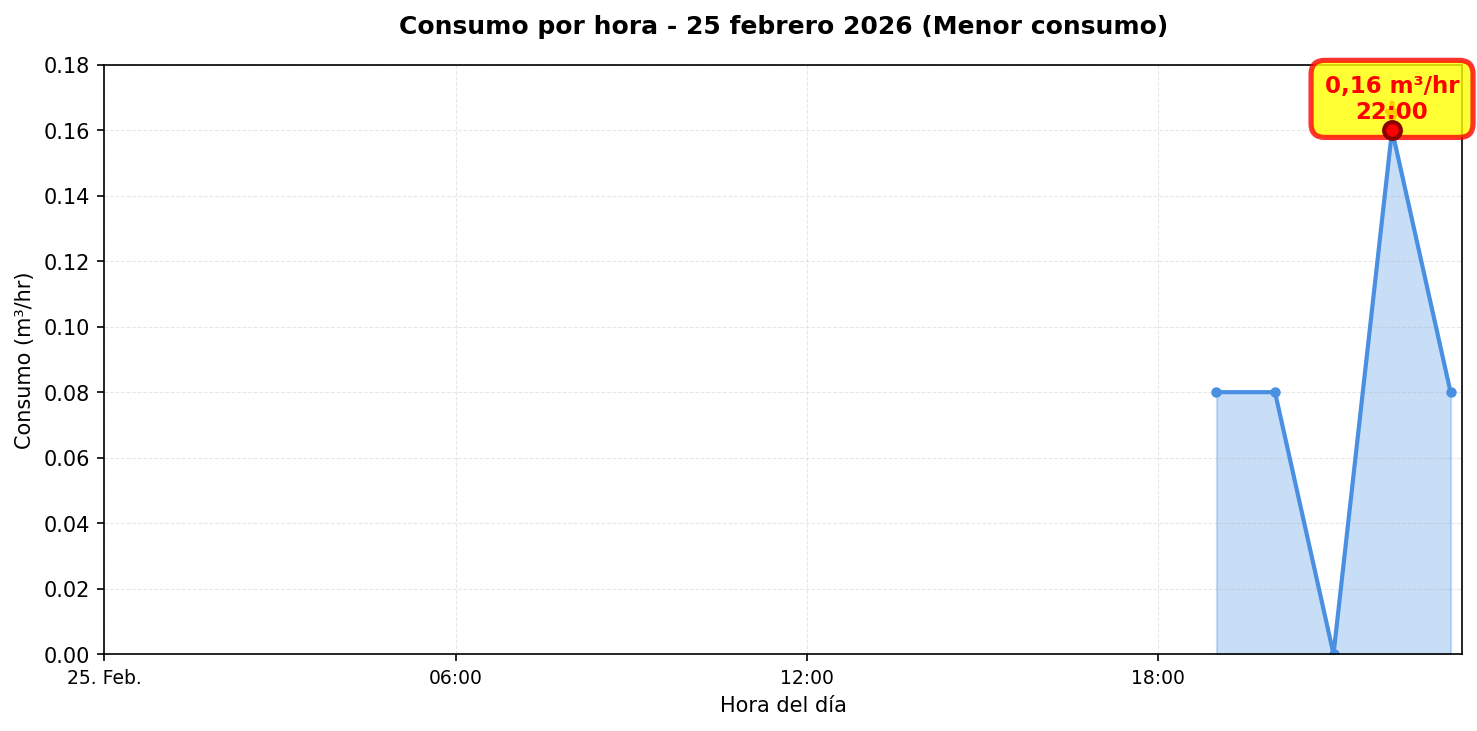 Consumo por hora - 25 febrero 2026 (Menor consumo)
0,16 m³/hr
22:00
Consumo (m³/hr)
0.18
0.16
0.14
0.12
0.10
0.08
0.06
0.04
0.02
0.00
25. Feb.
06:00
12:00
18:00
Hora del día